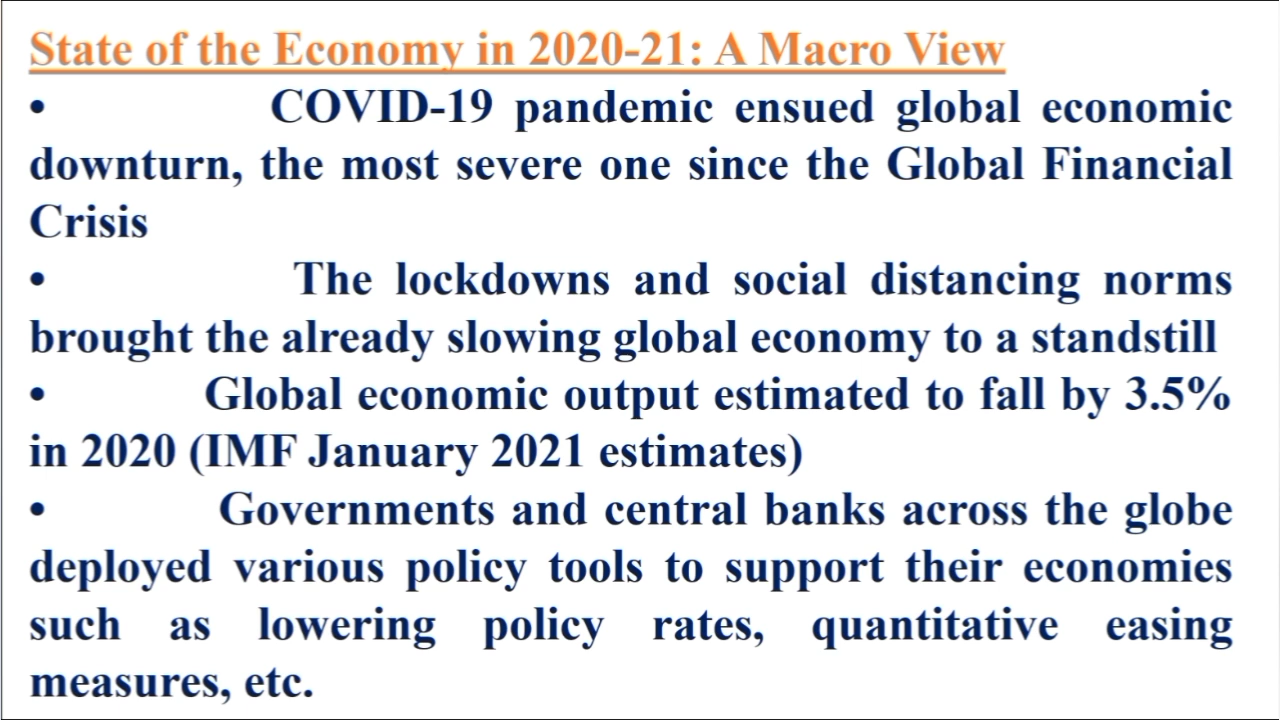 State of the Economy in 2020-21: A Macro View
• COVID-19 pandemic ensued global economic
downturn, the most severe one since the Global Financial
Crisis
• The lockdowns and social distancing norms
brought the already slowing global economy to a standstill
• Global economic output estimated to fall by 3.5%
in 2020 (IMF January 2021 estimates)
• Governments and central banks across the globe
deployed various policy tools to support their economies
such as lowering policy rates, quantitative easing
measures, etc.